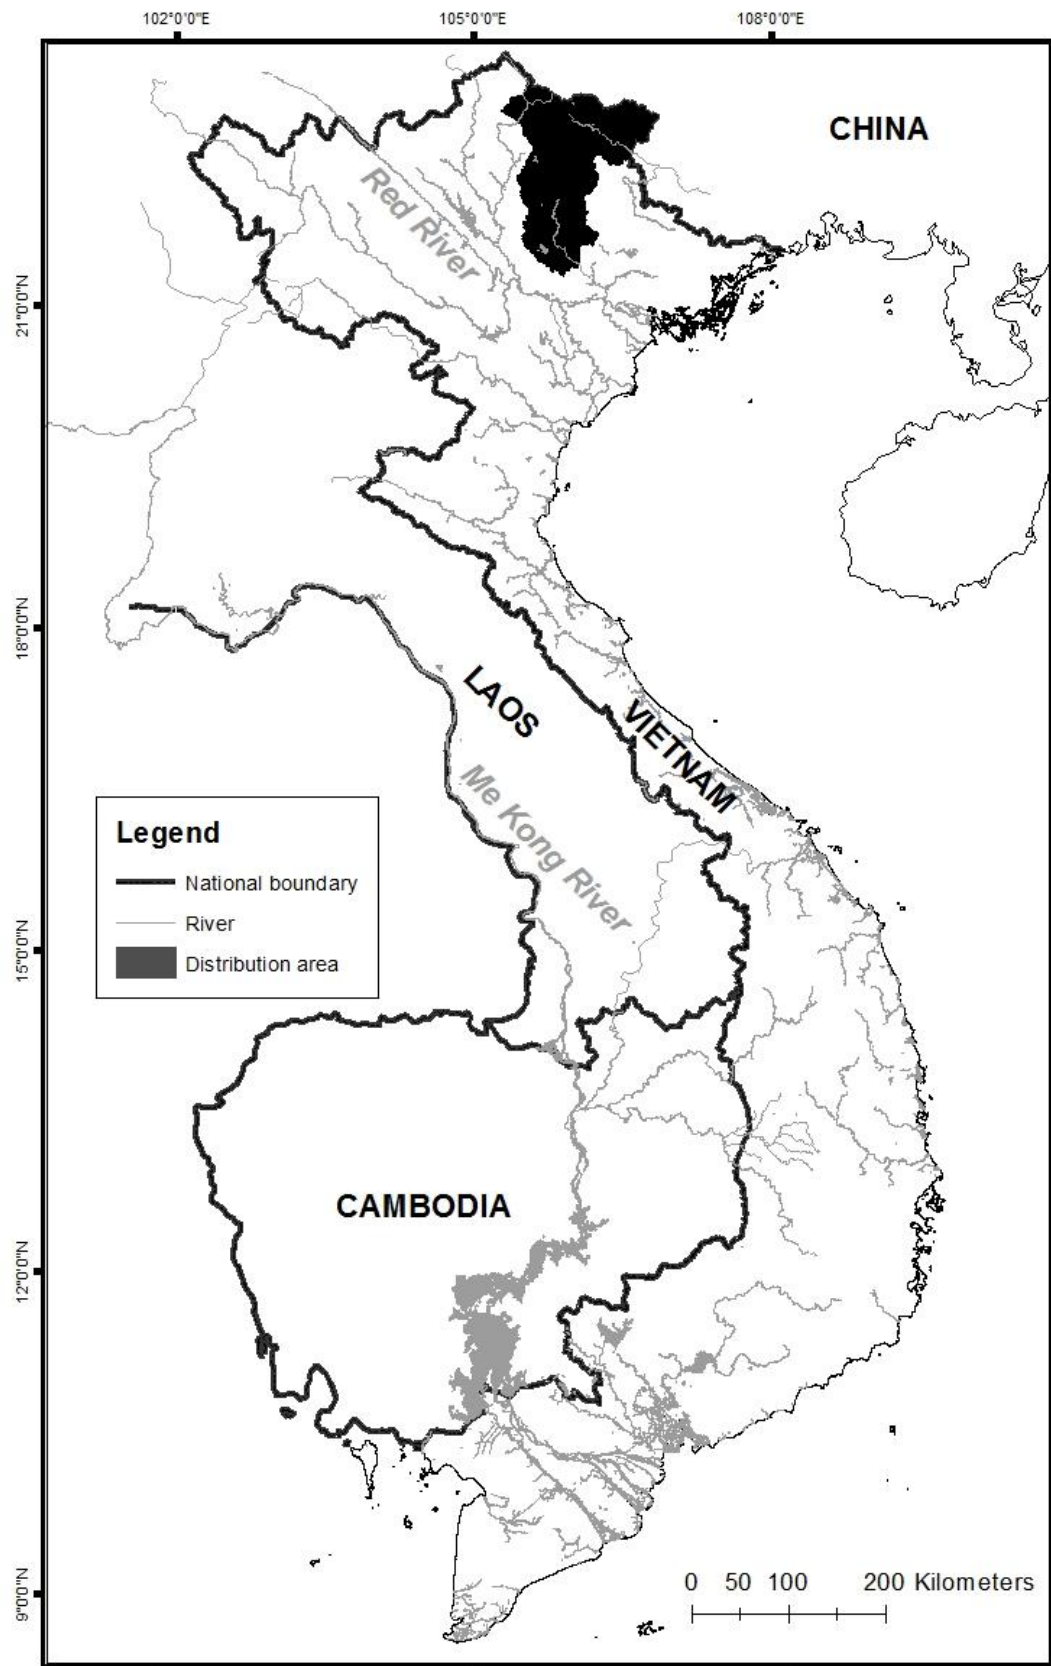 102°0'0"E 105°0'0"E 108°0'0"E
CHINA
Red River
21°0'0"N
18°0'0"N
LAOS
VIETNAM
Me Kong River
Legend
National boundary
River
Distribution area
15°0'0"N
CAMBODIA
12°0'0"N
9°0'0"N
0 50 100 200 Kilometers